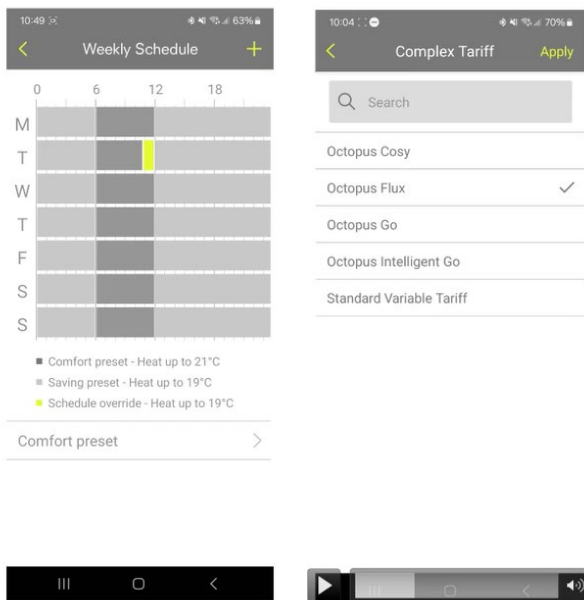 10:49 63%
Weekly Schedule +
0 6 12 18
M
T
W
T
F
S
S
Comfort preset - Heat up to 21°C
Saving preset - Heat up to 19°C
Schedule override - Heat up to 19°C
Comfort preset
10:04 70%
Complex Tariff Apply
Search
Octopus Cosy
Octopus Flux
Octopus Go
Octopus Intelligent Go
Standard Variable Tariff